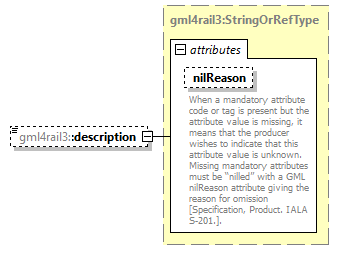 gml4rail3:StringOrRefType
attributes
nilReason
When a mandatory attribute
code or tag is present but the
attribute value is missing, it
means that the producer
wishes to indicate that this
attribute value is unknown.
Missing mandatory attributes
must be “nilled” with a GML
nilReason attribute giving the
reason for omission
[Specification, Product. IALA
S-201.].
gml4rail3:description